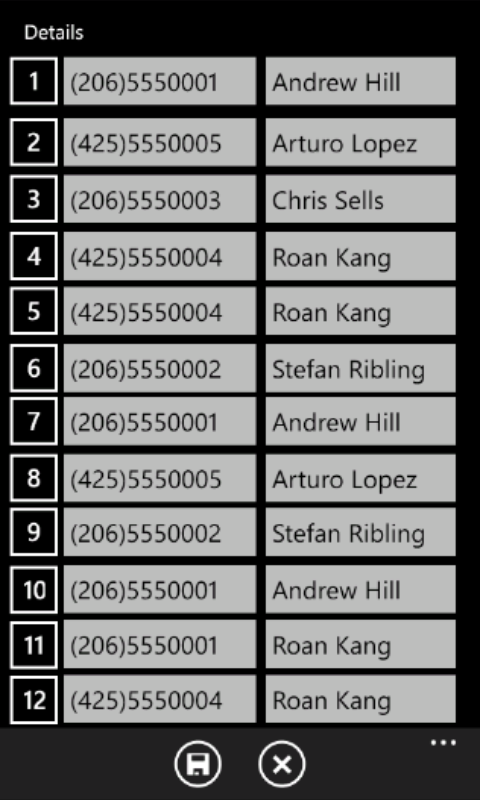 Details
1 (206)5550001 Andrew Hill
2 (425)5550005 Arturo Lopez
3 (206)5550003 Chris Sells
4 (425)5550004 Roan Kang
5 (425)5550004 Roan Kang
6 (206)5550002 Stefan Ribling
7 (206)5550001 Andrew Hill
8 (425)5550005 Arturo Lopez
9 (206)5550002 Stefan Ribling
10 (206)5550001 Andrew Hill
11 (206)5550001 Roan Kang
12 (425)5550004 Roan Kang